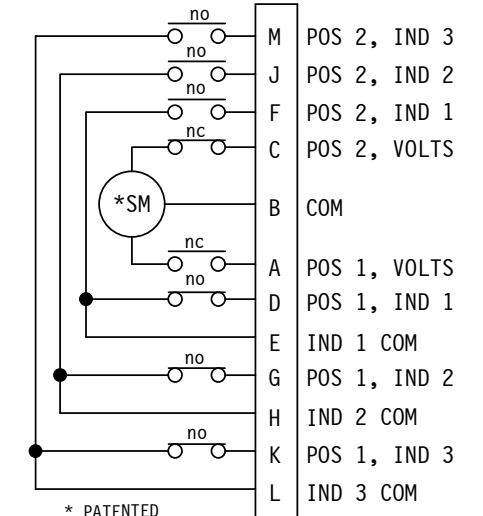 no
M POS 2, IND 3
no
J POS 2, IND 2
no
F POS 2, IND 1
nc
C POS 2, VOLTS
*SM
B COM
nc
A POS 1, VOLTS
no
D POS 1, IND 1
E IND 1 COM
no
G POS 1, IND 2
H IND 2 COM
no
K POS 1, IND 3
L IND 3 COM
* PATENTED